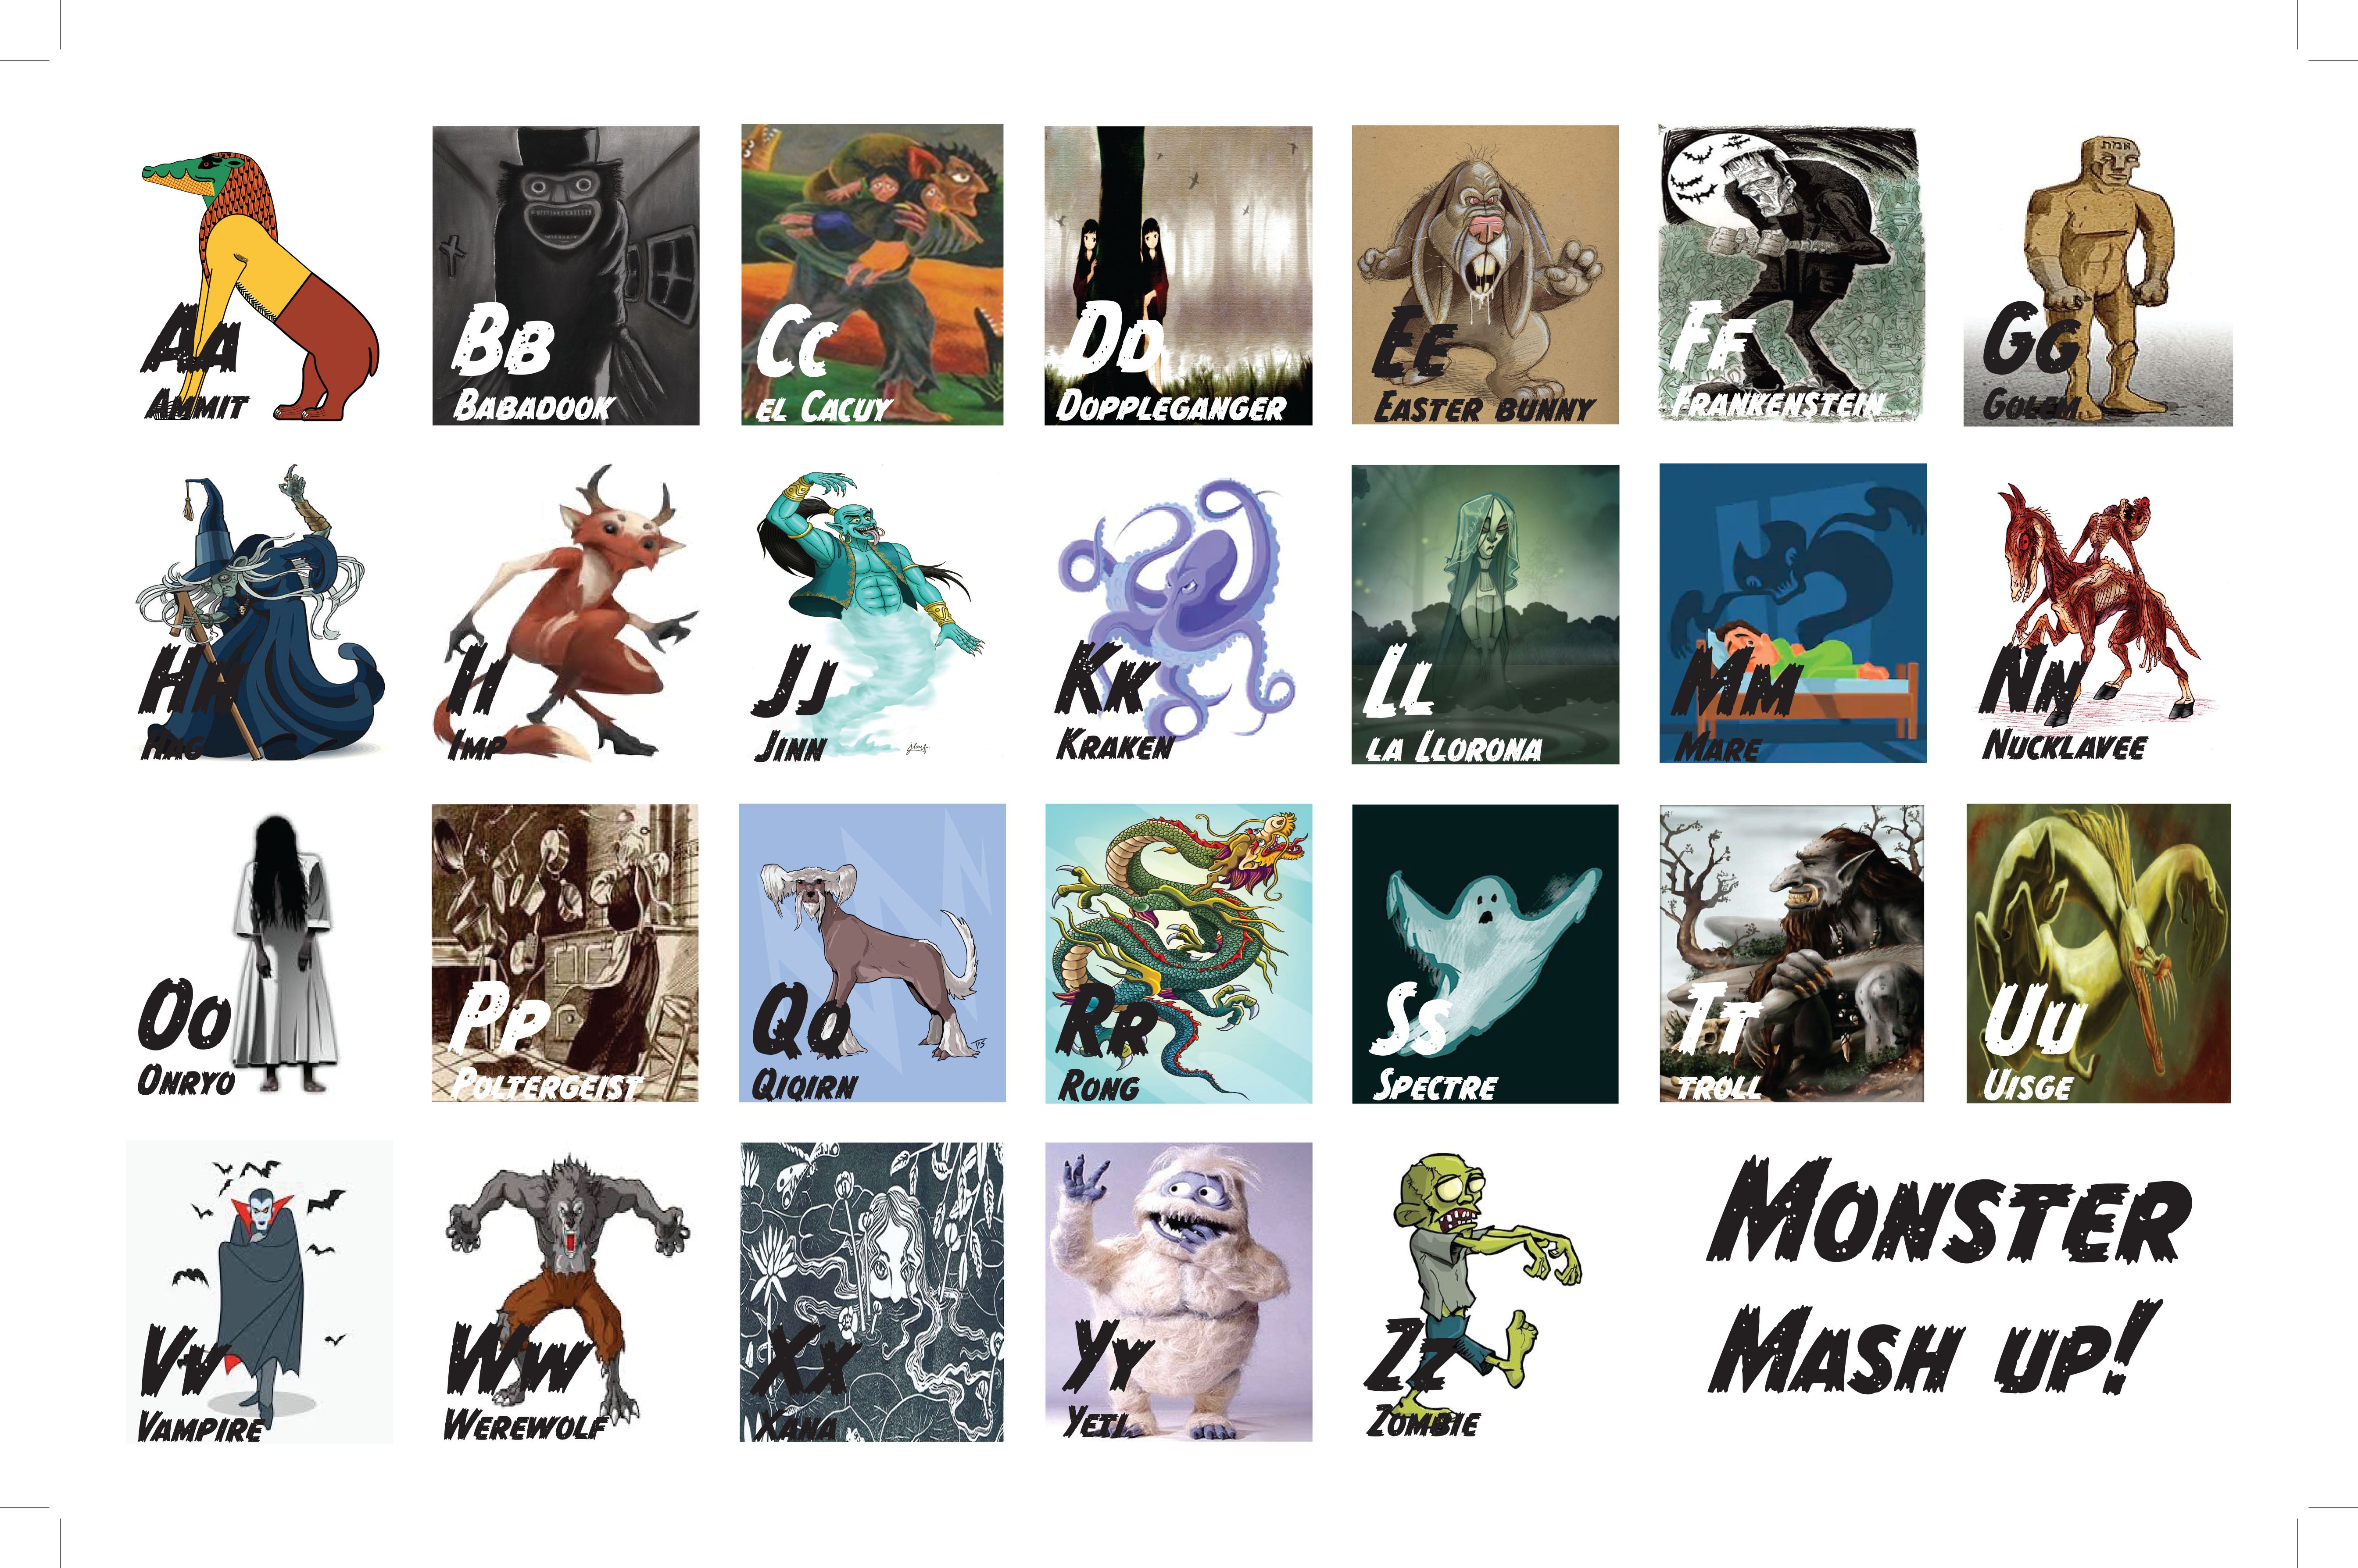 Aa
Ammit
Bb
Babadook
Cc
el Cacuy
Dd
Doppleganger
Ee
Easter bunny
Ff
Frankenstein
Gg
אמת
Golem
Hh
Hag
Ii
Imp
Jj
Jinn
Kk
Kraken
Ll
la Llorona
Mm
Mare
Nn
Nucklavee
Oo
Onryo
Pp
Poltergeist
Qq
Qiqirn
Rr
Rong
Ss
Spectre
Tt
troll
Uu
Uisge
Vv
Vampire
Ww
Werewolf
Xx
Xana
Yy
Yeti
Zz
Zombie
Monster
Mash up!